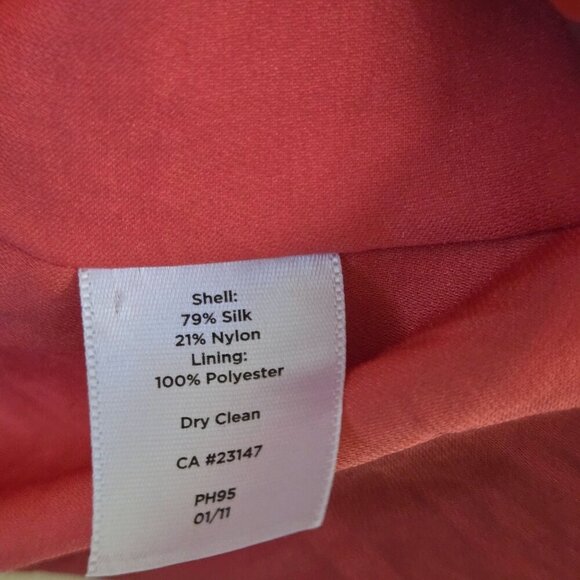 Shell:
79% Silk
21% Nylon
Lining:
100% Polyester
Dry Clean
CA #23147
PH95
01/11